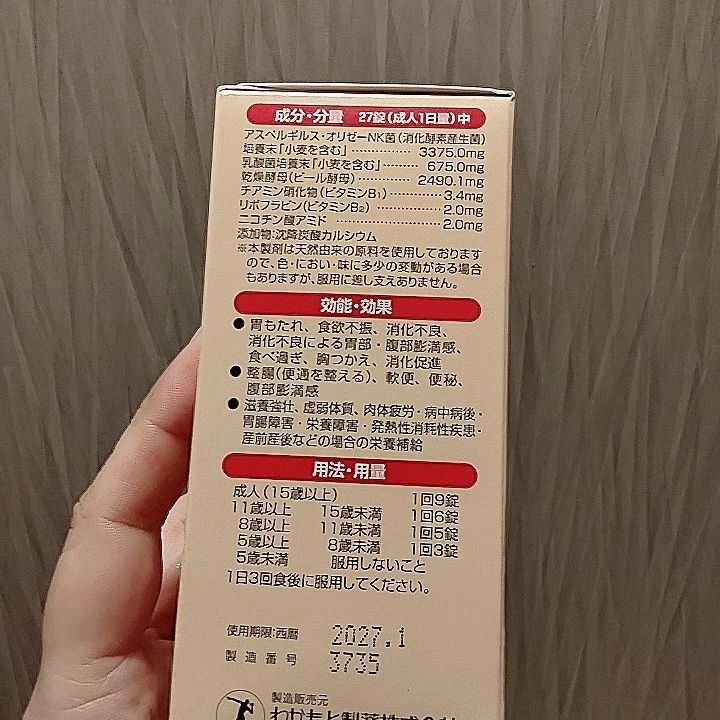 成分・分量 27錠(成人1日量)中
アスペルギルス・オリゼーNK菌(消化酵素産生菌)
培養末「小麦を含む」 3375.0mg
乳酸菌培養末「小麦を含む」 675.0mg
乾燥酵母(ビール酵母) 2490.1mg
チアミン硝化物(ビタミンB₁) 3.4mg
リボフラビン(ビタミンB₂) 2.0mg
ニコチン酸アミド 2.0mg
添加物:沈降炭酸カルシウム
※本製剤は天然由来の原料を使用しております
ので、色・におい・味に多少の変動がある場合
もありますが、服用に差し支えありません。
効能・効果
●胃もたれ、食欲不振、消化不良、
消化不良による胃部・腹部膨満感、
食べ過ぎ、胸つかえ、消化促進
●整腸(便通を整える)、軟便、便秘、
腹部膨満感
●滋養強壮、虚弱体質、肉体疲労・病中病後・
胃腸障害・栄養障害・発熱性消耗性疾患・
産前産後などの場合の栄養補給
用法・用量
成人(15歳以上) 1回9錠
11歳以上 15歳未満 1回6錠
8歳以上 11歳未満 1回5錠
5歳以上 8歳未満 1回3錠
5歳未満 服用しないこと
1日3回食後に服用してください。
使用期限:西暦 2027.1
製造番号 3735
製造販売元
わかもと製薬株式会社